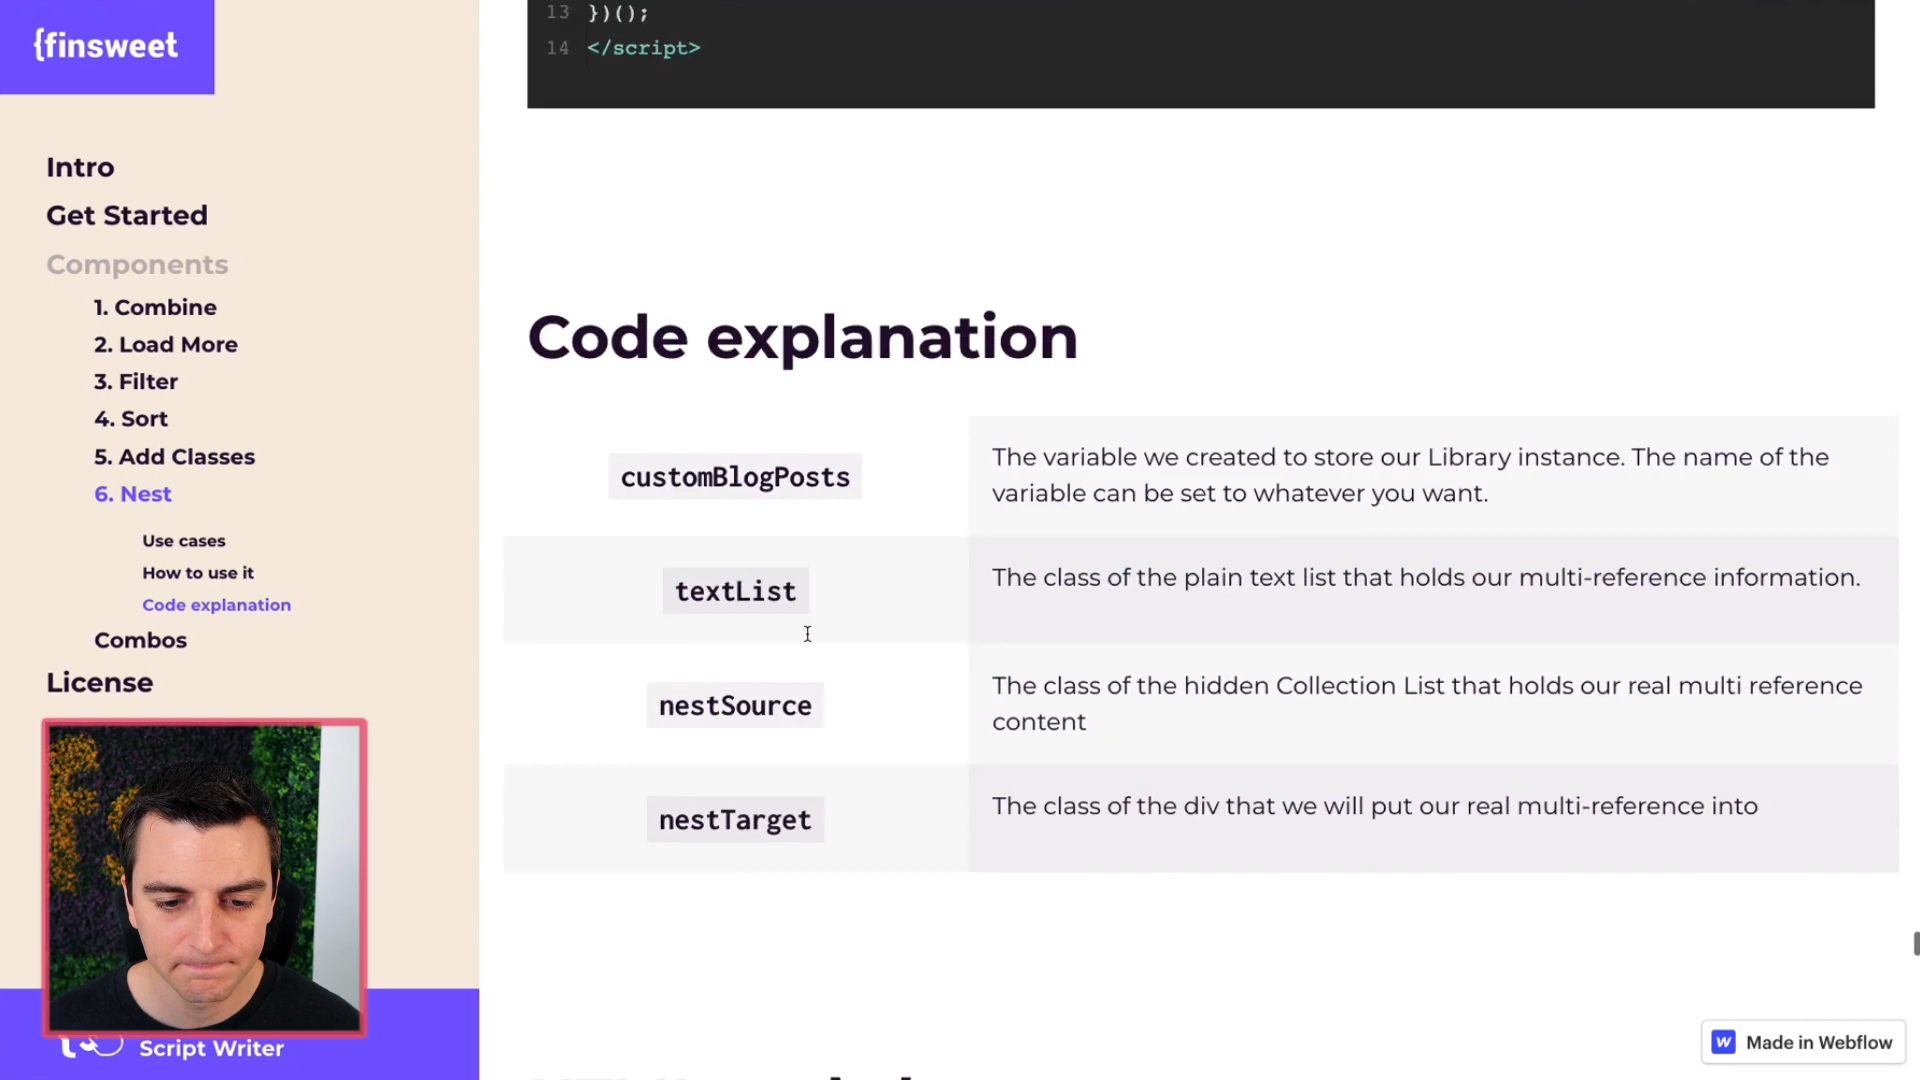 {finsweet
Intro
Get Started
Components
1. Combine
2. Load More
3. Filter
4. Sort
5. Add Classes
6. Nest
Use cases
How to use it
Code explanation
Combos
License
Script Writer
13 })();
14 </script>
Code explanation
customBlogPosts
The variable we created to store our Library instance. The name of the
variable can be set to whatever you want.
textList
The class of the plain text list that holds our multi-reference information.
nestSource
The class of the hidden Collection List that holds our real multi reference
content
nestTarget
The class of the div that we will put our real multi-reference into
W Made in Webflow